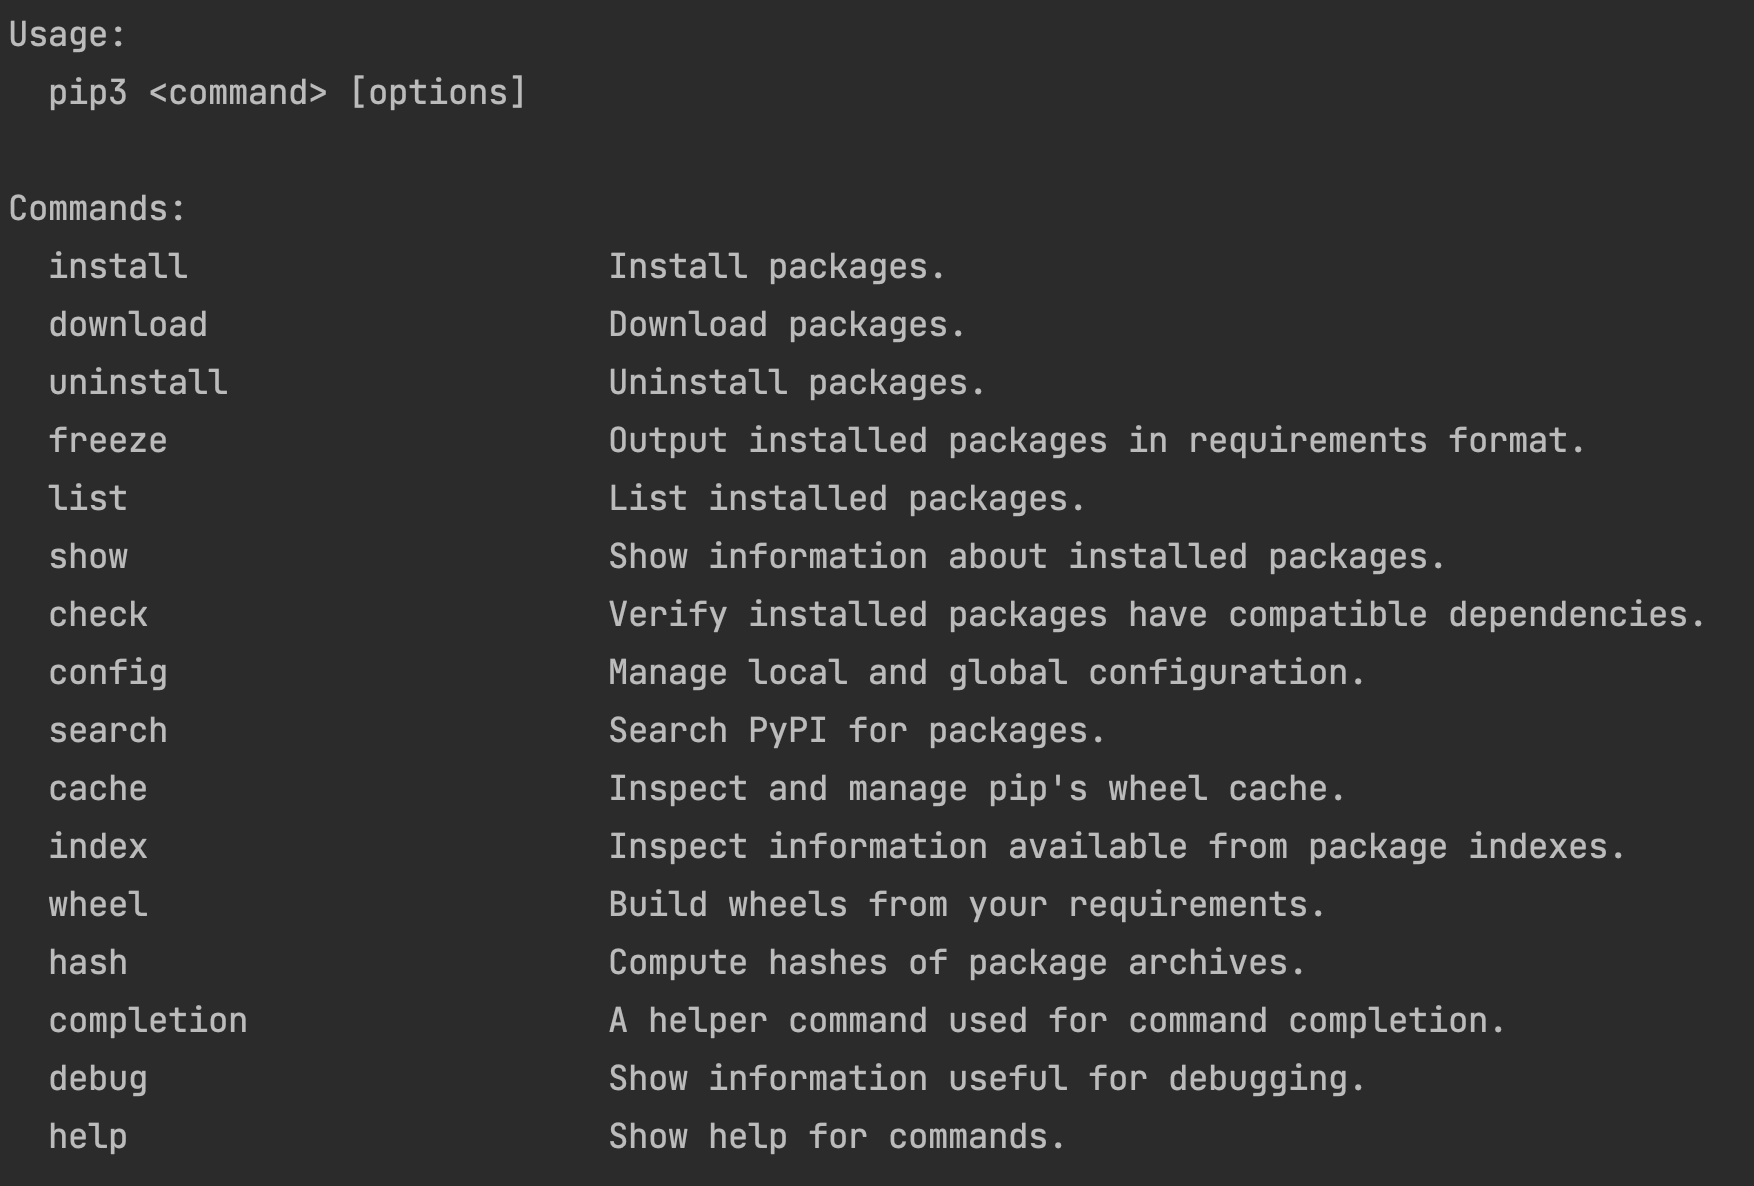 Usage:
  pip3 <command> [options]

Commands:
  install                     Install packages.
  download                    Download packages.
  uninstall                   Uninstall packages.
  freeze                      Output installed packages in requirements format.
  list                        List installed packages.
  show                        Show information about installed packages.
  check                       Verify installed packages have compatible dependencies.
  config                      Manage local and global configuration.
  search                      Search PyPI for packages.
  cache                       Inspect and manage pip's wheel cache.
  index                       Inspect information available from package indexes.
  wheel                       Build wheels from your requirements.
  hash                        Compute hashes of package archives.
  completion                  A helper command used for command completion.
  debug                       Show information useful for debugging.
  help                        Show help for commands.